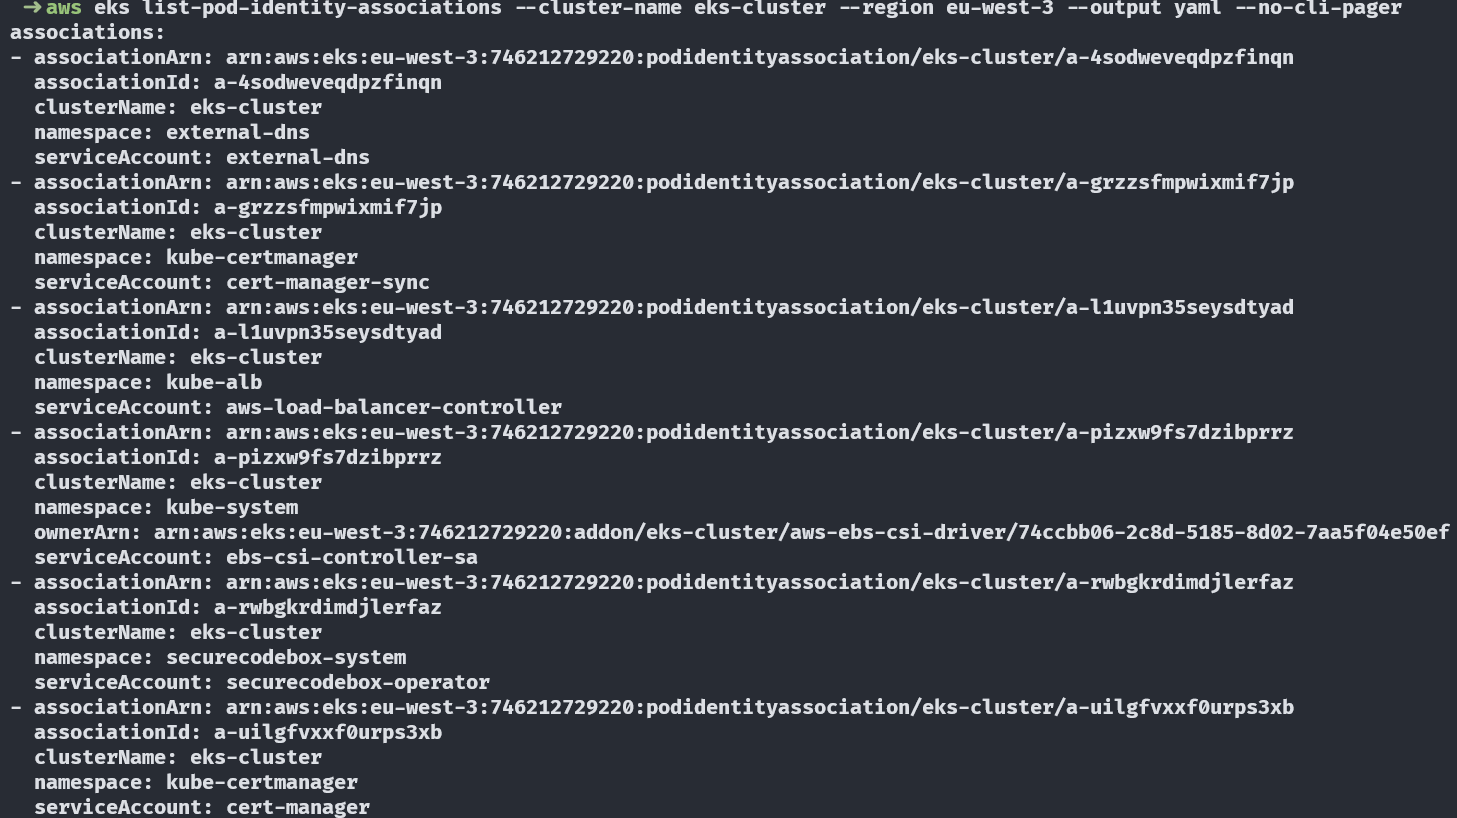 ➜ aws eks list-pod-identity-associations --cluster-name eks-cluster --region eu-west-3 --output yaml --no-cli-pager
associations:
- associationArn: arn:aws:eks:eu-west-3:746212729220:podidentityassociation/eks-cluster/a-4sodweveqdpzfinqn
  associationId: a-4sodweveqdpzfinqn
  clusterName: eks-cluster
  namespace: external-dns
  serviceAccount: external-dns
- associationArn: arn:aws:eks:eu-west-3:746212729220:podidentityassociation/eks-cluster/a-grzzsfmpwixmif7jp
  associationId: a-grzzsfmpwixmif7jp
  clusterName: eks-cluster
  namespace: kube-certmanager
  serviceAccount: cert-manager-sync
- associationArn: arn:aws:eks:eu-west-3:746212729220:podidentityassociation/eks-cluster/a-l1uvpn35seysdtyad
  associationId: a-l1uvpn35seysdtyad
  clusterName: eks-cluster
  namespace: kube-alb
  serviceAccount: aws-load-balancer-controller
- associationArn: arn:aws:eks:eu-west-3:746212729220:podidentityassociation/eks-cluster/a-pizxw9fs7dzibprrz
  associationId: a-pizxw9fs7dzibprrz
  clusterName: eks-cluster
  namespace: kube-system
  ownerArn: arn:aws:eks:eu-west-3:746212729220:addon/eks-cluster/aws-ebs-csi-driver/74ccbb06-2c8d-5185-8d02-7aa5f04e50ef
  serviceAccount: ebs-csi-controller-sa
- associationArn: arn:aws:eks:eu-west-3:746212729220:podidentityassociation/eks-cluster/a-rwbgkrdimdjlerfaz
  associationId: a-rwbgkrdimdjlerfaz
  clusterName: eks-cluster
  namespace: securecodebox-system
  serviceAccount: securecodebox-operator
- associationArn: arn:aws:eks:eu-west-3:746212729220:podidentityassociation/eks-cluster/a-uilgfvxxf0urps3xb
  associationId: a-uilgfvxxf0urps3xb
  clusterName: eks-cluster
  namespace: kube-certmanager
  serviceAccount: cert-manager